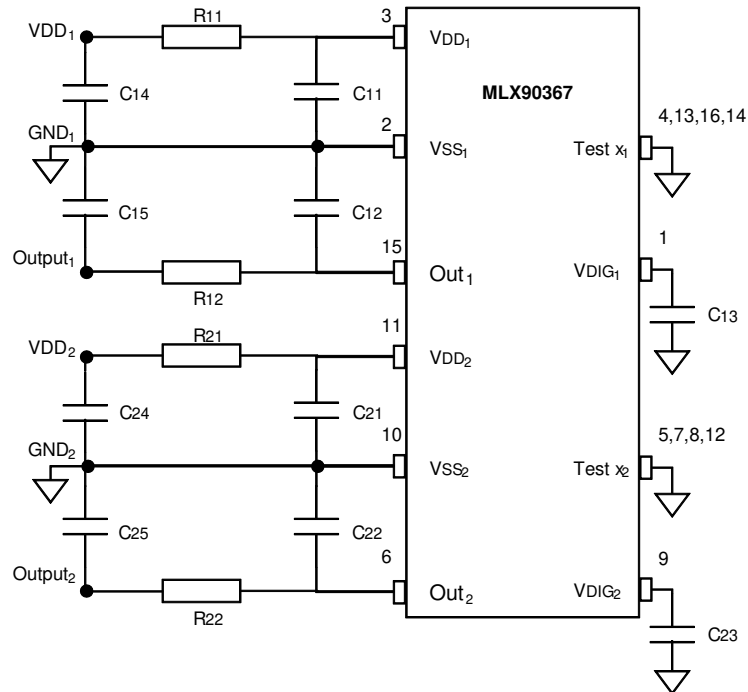 R11
3
VDD1
VDD1
MLX90367
C14
C11
4,13,16,14
GND1
2
VSS1
Test x1
C15
C12
1
Output1
15
Out1
VDIG1
R12
C13
11
R21
VDD2
VDD2
C24
C21
5,7,8,12
GND2
10
VSS2
Test x2
C25
C22
9
Output2
6
Out2
VDIG2
R22
C23